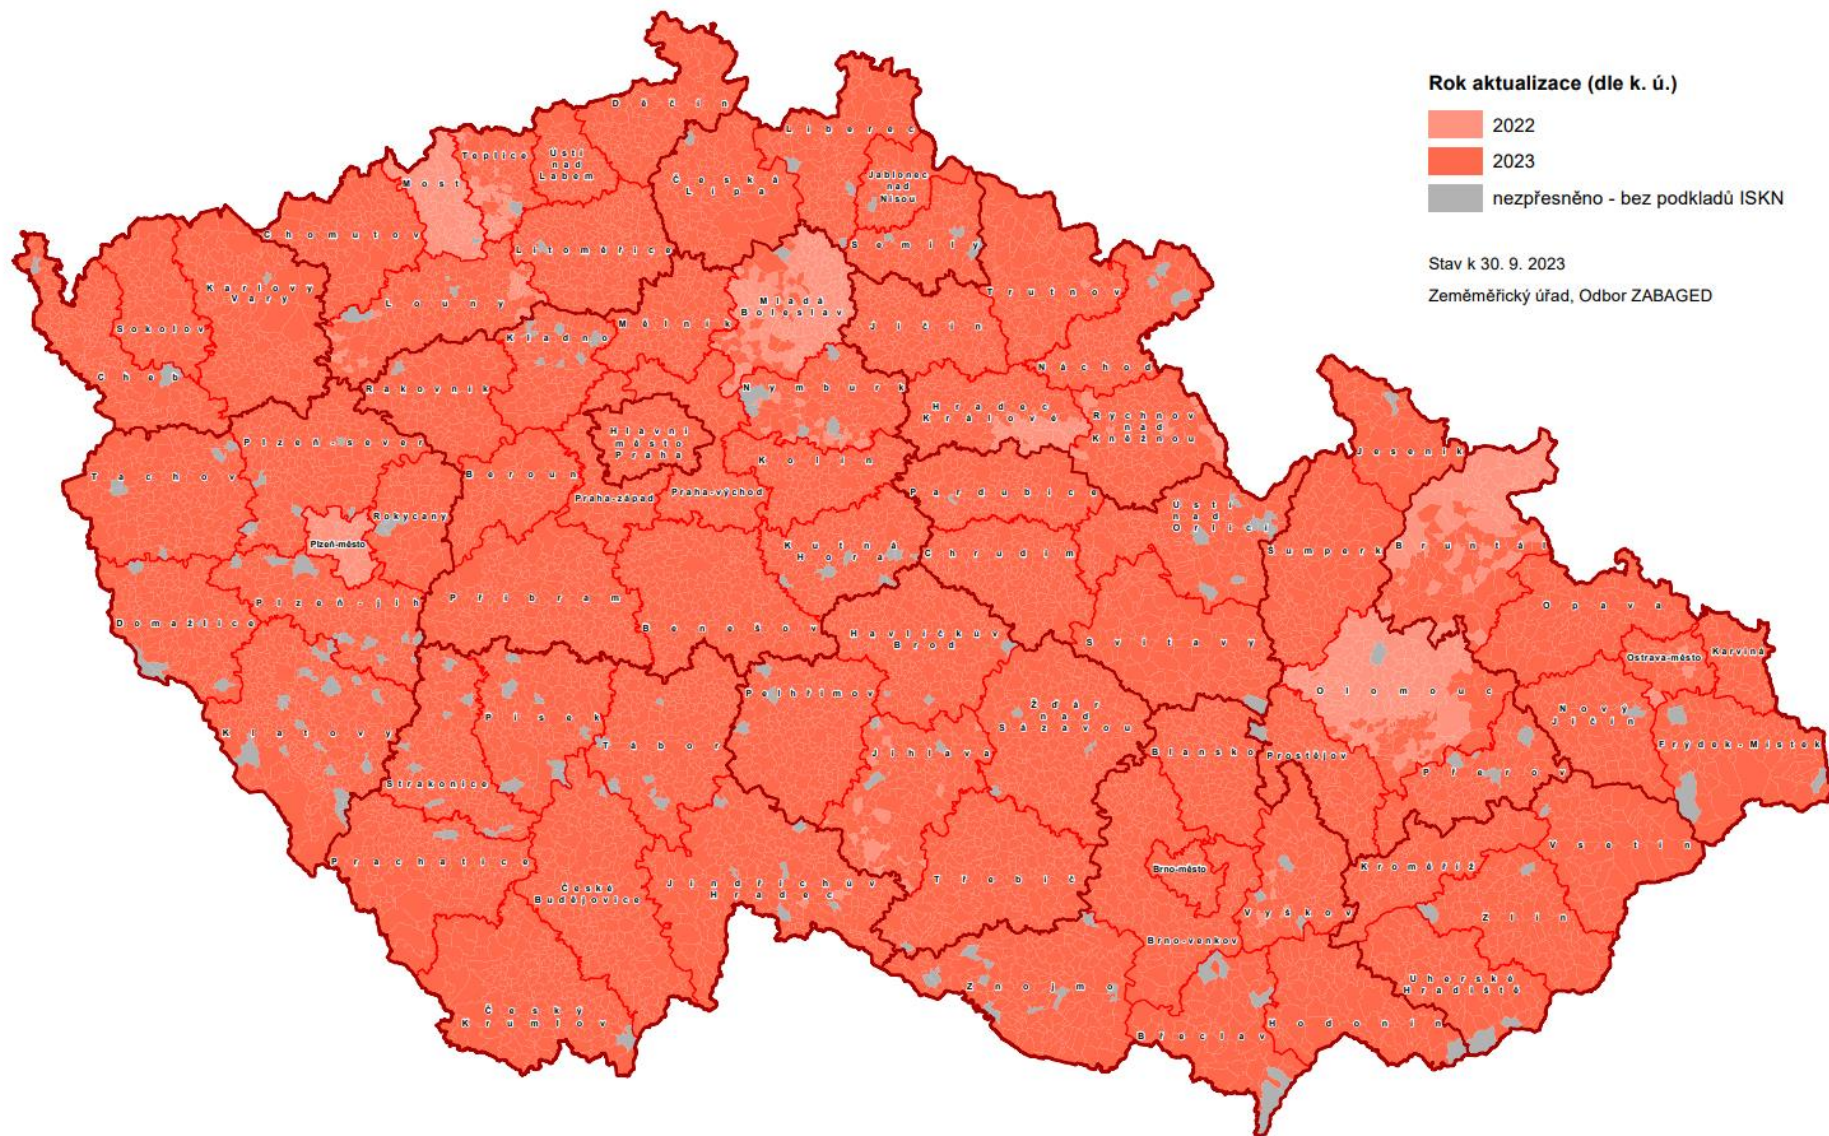 Rok aktualizace (dle k. ú.)
2022
2023
nezpřesněno - bez podkladů ISKN
Stav k 30. 9. 2023
Zeměměřický úřad, Odbor ZABAGED
Děčín
Liberec
Teplice
Ústí
nad
Labem
Most
Česká
Lípa
Jablonec
nad
Nisou
Chomutov
Litoměřice
Semily
Karlovy
Vary
Louny
Mladá
Boleslav
Trutnov
Sokolov
Kladno
Mělník
Jičín
Cheb
Rakovník
Nymburk
Náchod
Hradec
Králové
Rychnov
nad
Kněžnou
Hlavní
město
Praha
Plzeň-sever
Tachov
Beroun
Kolín
Jeseník
Praha-západ
Praha-východ
Pardubice
Rokycany
Ústí
nad
Orlicí
Plzeň-město
Kutná
Hora
Chrudim
Šumperk
Bruntál
Plzeň-jih
Příbram
Opava
Domažlice
Benešov
Havlíčkův
Brod
Svitavy
Ostrava-město
Karviná
Pelhřimov
Olomouc
Žďár
nad
Sázavou
Nový
Jičín
Písek
Klatovy
Tábor
Jihlava
Blansko
Prostějov
Frýdek-Místek
Přerov
Strakonice
Prachatice
Vsetín
Kroměříž
Brno-město
Třebíč
Jindřichův
Hradec
České
Budějovice
Vyškov
Zlín
Brno-venkov
Znojmo
Uherské
Hradiště
Český
Krumlov
Hodonín
Břeclav